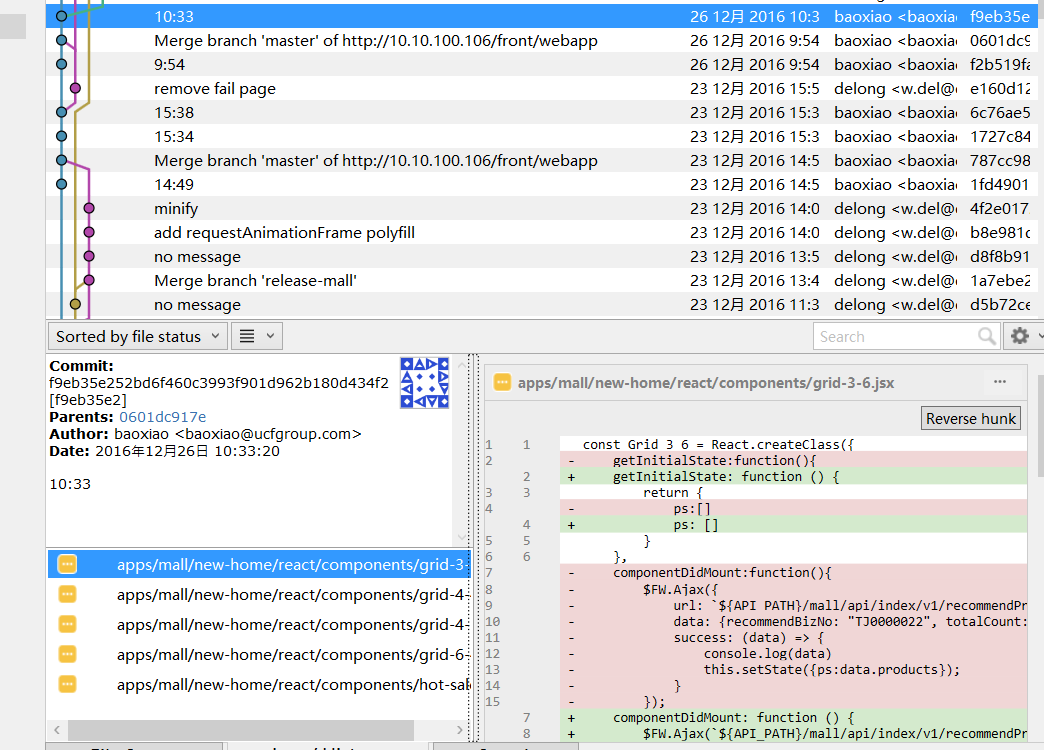 10:33 26 12月 2016 10:3 baoxiao <baoxia f9eb35e
Merge branch 'master' of http://10.10.100.106/front/webapp 26 12月 2016 9:54 baoxiao <baoxia 0601dc9
9:54 26 12月 2016 9:54 baoxiao <baoxia f2b519fa
remove fail page 23 12月 2016 15:5 delong <w.del@ e160d12
15:38 23 12月 2016 15:3 baoxiao <baoxia 6c76ae5
15:34 23 12月 2016 15:3 baoxiao <baoxia 1727c84
Merge branch 'master' of http://10.10.100.106/front/webapp 23 12月 2016 14:5 baoxiao <baoxia 787cc98
14:49 23 12月 2016 14:5 baoxiao <baoxia 1fd4901
minify 23 12月 2016 14:0 delong <w.del@ 4f2e017
add requestAnimationFrame polyfill 23 12月 2016 14:0 delong <w.del@ b8e981c
no message 23 12月 2016 13:5 delong <w.del@ d8f8b91
Merge branch 'release-mall' 23 12月 2016 13:4 delong <w.del@ 1a7ebe2
no message 23 12月 2016 11:3 delong <w.del@ d5b72ce
Sorted by file status Search
Commit:
f9eb35e252bd6f460c3993f901d962b180d434f2
[f9eb35e2]
Parents: 0601dc917e
Author: baoxiao <baoxiao@ucfgroup.com>
Date: 2016年12月26日 10:33:20
10:33
apps/mall/new-home/react/components/grid-3-
apps/mall/new-home/react/components/grid-4-
apps/mall/new-home/react/components/grid-4-
apps/mall/new-home/react/components/grid-6-
apps/mall/new-home/react/components/hot-sal
apps/mall/new-home/react/components/grid-3-6.jsx
Reverse hunk
1 1 const Grid 3 6 = React.createClass({
2 - getInitialState:function(){
2 + getInitialState: function () {
3 3 return {
4 - ps:[]
4 + ps: []
5 5 }
6 6 },
7 - componentDidMount:function(){
8 - $FW.Ajax({
9 - url: `${API PATH}/mall/api/index/v1/recommendPr
10 - data: {recommendBizNo: "TJ0000022", totalCount:
11 - success: (data) => {
12 - console.log(data)
13 - this.setState({ps:data.products});
14 - }
15 - });
7 + componentDidMount: function () {
8 + $FW.Ajax(`${API_PATH}/mall/api/index/v1/recommendPr